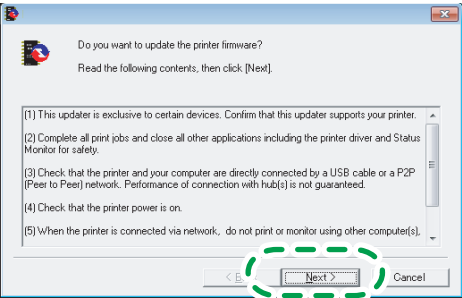 Do you want to update the printer firmware?
Read the following contents, then click [Next].
(1) This updater is exclusive to certain devices. Confirm that this updater supports your printer.
(2) Complete all print jobs and close all other applications including the printer driver and Status
Monitor for safety.
(3) Check that the printer and your computer are directly connected by a USB cable or a P2P
(Peer to Peer) network. Performance of connection with hub(s) is not guaranteed.
(4) Check that the printer power is on.
(5) When the printer is connected via network, do not print or monitor using other computer(s),
Next > Cancel